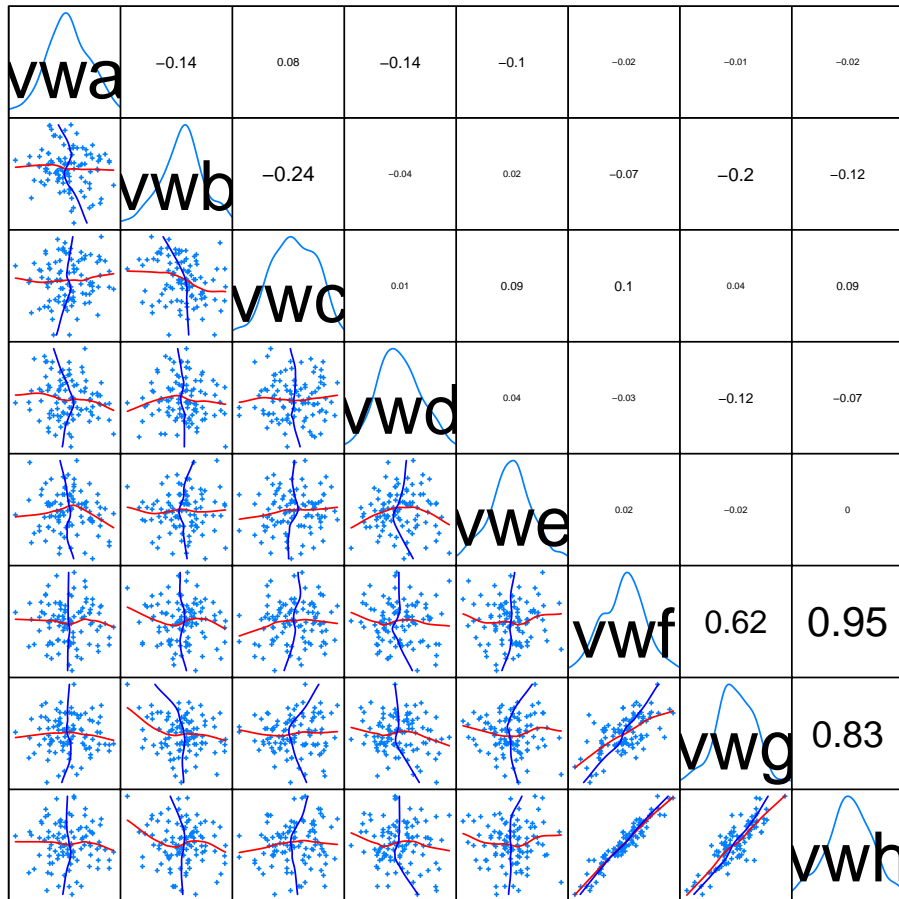 vwa −0.14 0.08 −0.14 −0.1 −0.02 −0.01 −0.02
vwb −0.24 −0.04 0.02 −0.07 −0.2 −0.12
vwc 0.01 0.09 0.1 0.04 0.09
vwd 0.04 −0.03 −0.12 −0.07
vwe 0.02 −0.02 0
vwf 0.62 0.95
vwg 0.83
vwh